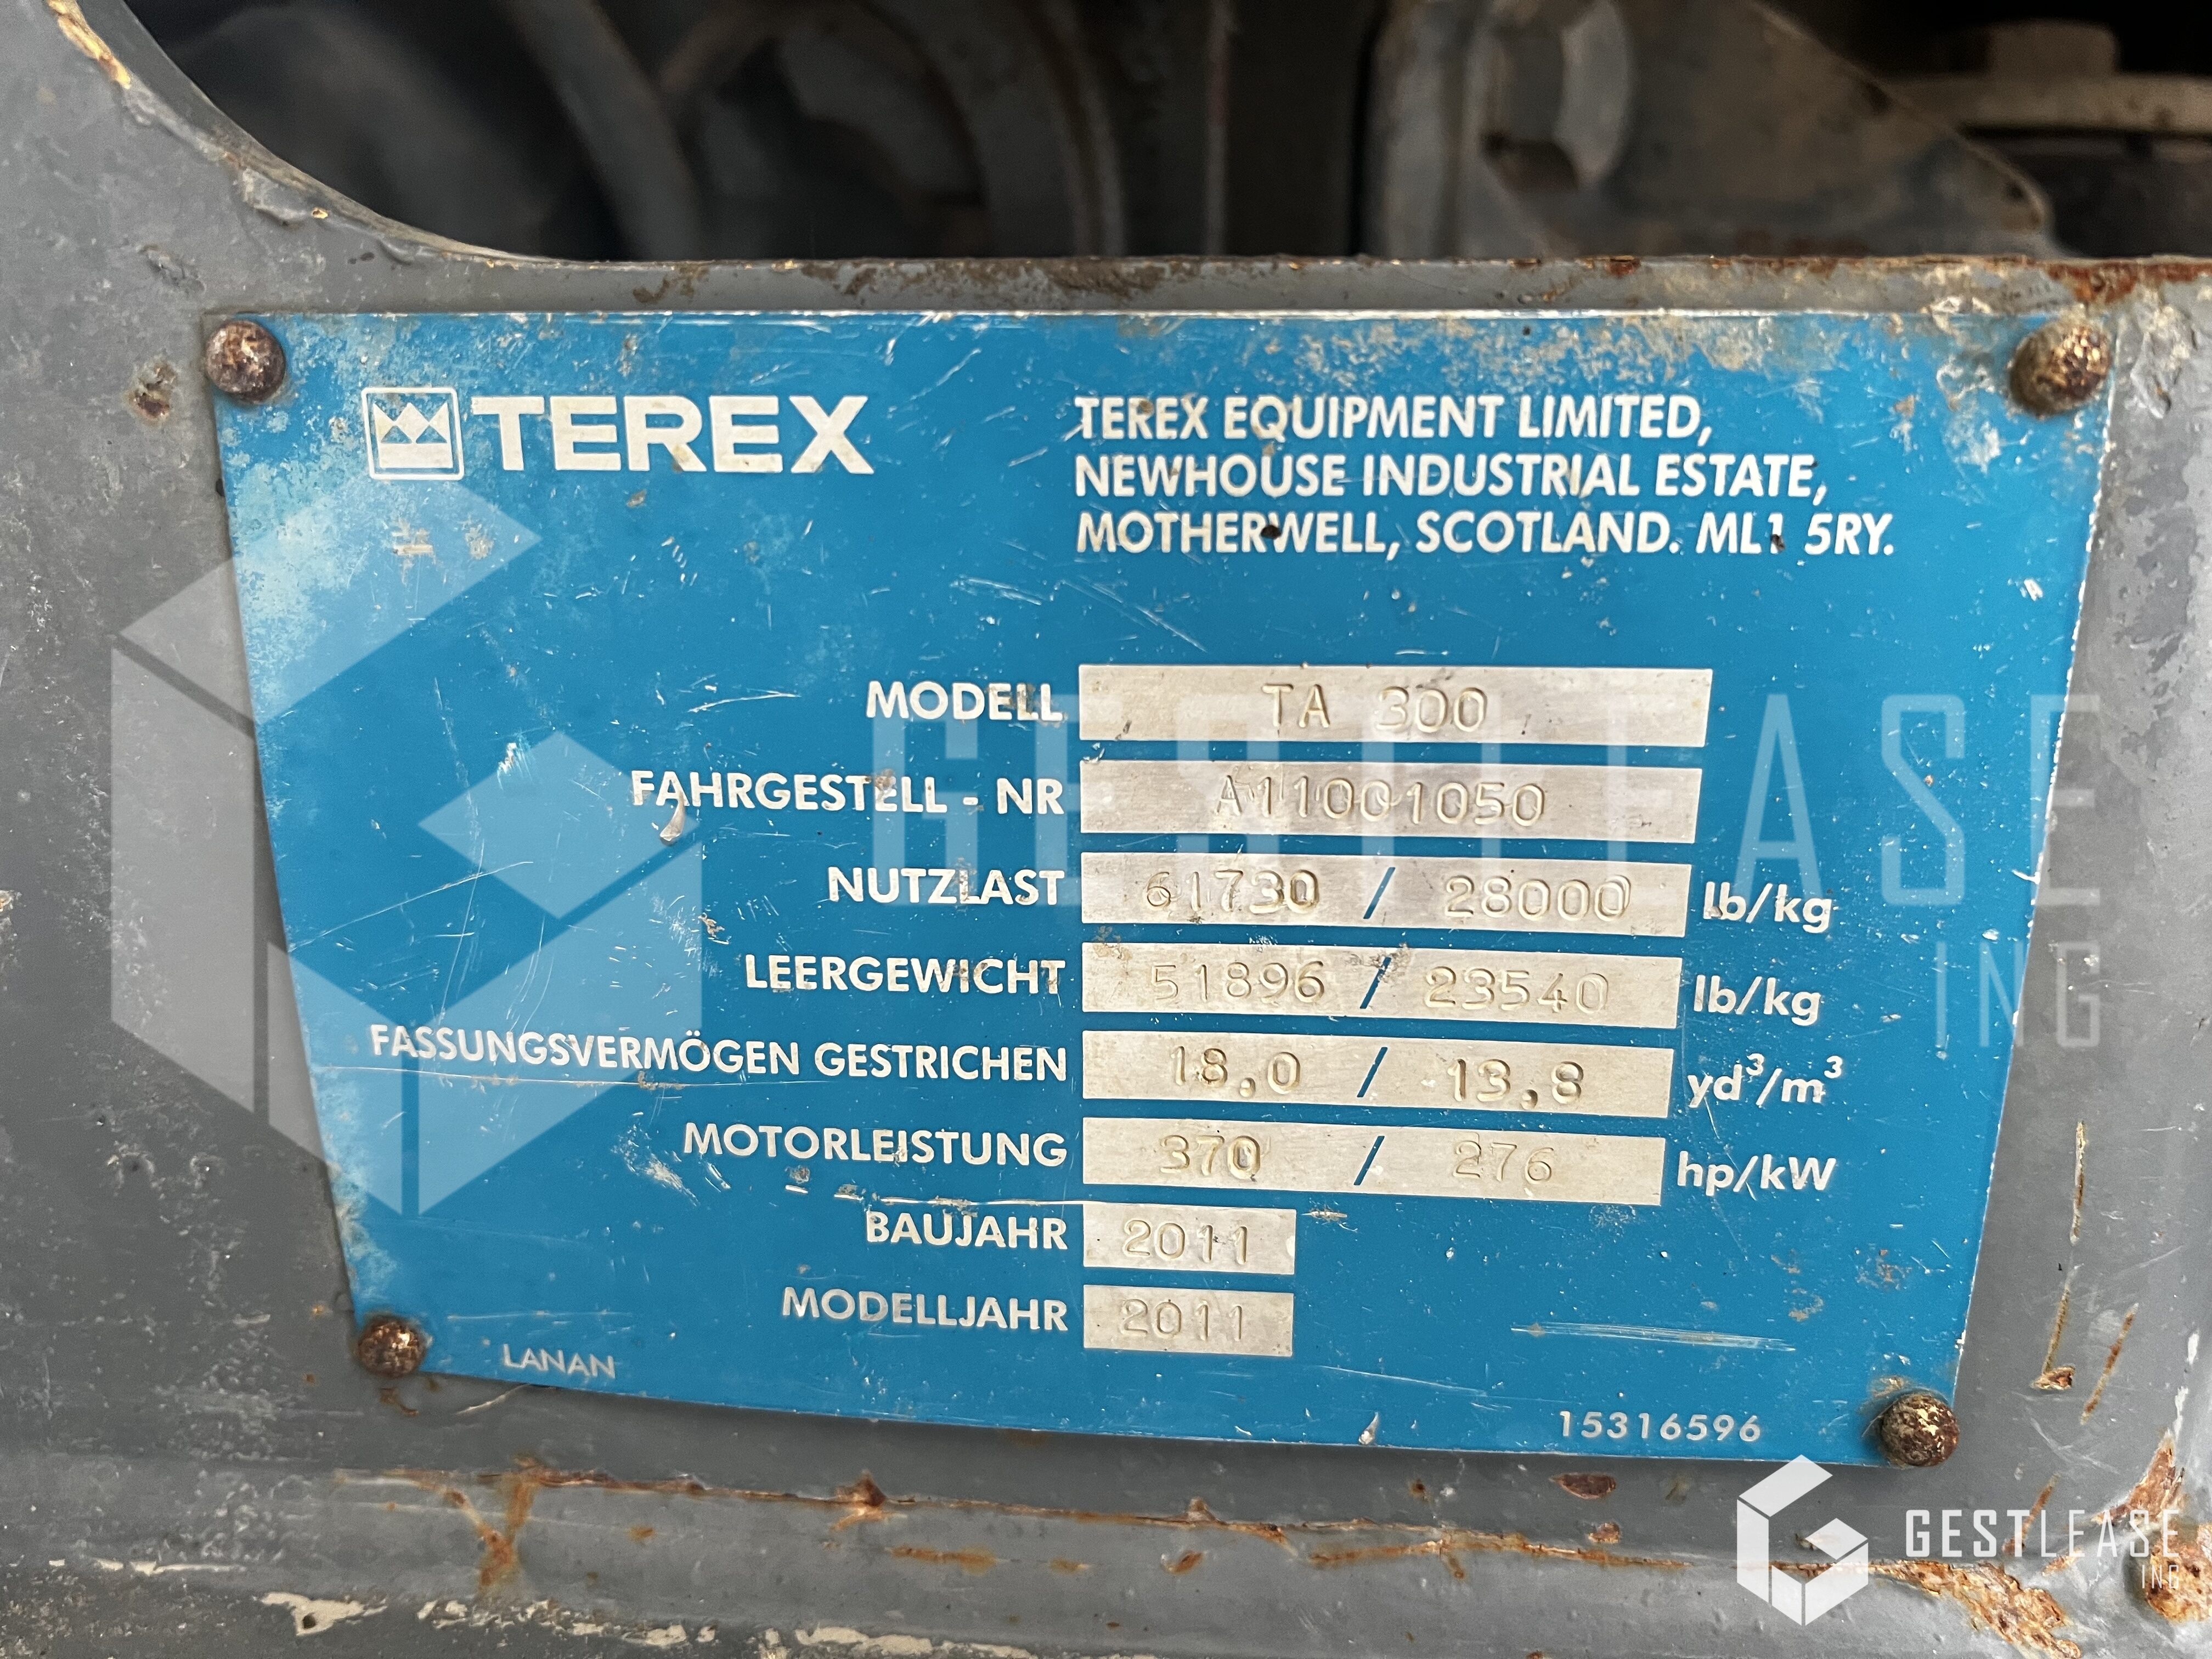 TEREX
TEREX EQUIPMENT LIMITED,
NEWHOUSE INDUSTRIAL ESTATE,
MOTHERWELL, SCOTLAND. ML1 5RY.
MODELL TA 300
FAHRGESTELL - NR A11001050
NUTZLAST 61730 / 28000 lb/kg
LEERGEWICHT 51896 / 23540 lb/kg
FASSUNGSVERMÖGEN GESTRICHEN 18,0 / 13,8 yd³/m³
MOTORLEISTUNG 370 / 276 hp/kW
BAUJAHR 2011
MODELLJAHR 2011
LANAN
15316596
GESTLEASE
INC
GESTLEASE
INC